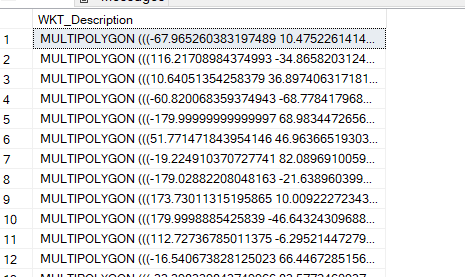 Messages
WKT_Description
1 MULTIPOLYGON (((-67.965260383197489 10.4752261414...
2 MULTIPOLYGON (((116.21708984374993 -34.8658203124...
3 MULTIPOLYGON (((10.64051354258379 36.897406317181...
4 MULTIPOLYGON (((-60.820068359374943 -68.778417968...
5 MULTIPOLYGON (((-179.99999999999997 68.9834472656...
6 MULTIPOLYGON (((51.771471843954146 46.96366519303...
7 MULTIPOLYGON (((-19.224910370727741 82.0896910059...
8 MULTIPOLYGON (((-179.02882208048163 -21.638960399...
9 MULTIPOLYGON (((173.73011315195865 10.00922272343...
10 MULTIPOLYGON (((179.9998885425839 -46.64324309688...
11 MULTIPOLYGON (((112.72736785011375 -6.29521447279...
12 MULTIPOLYGON (((-16.540673828125023 66.4467285156...